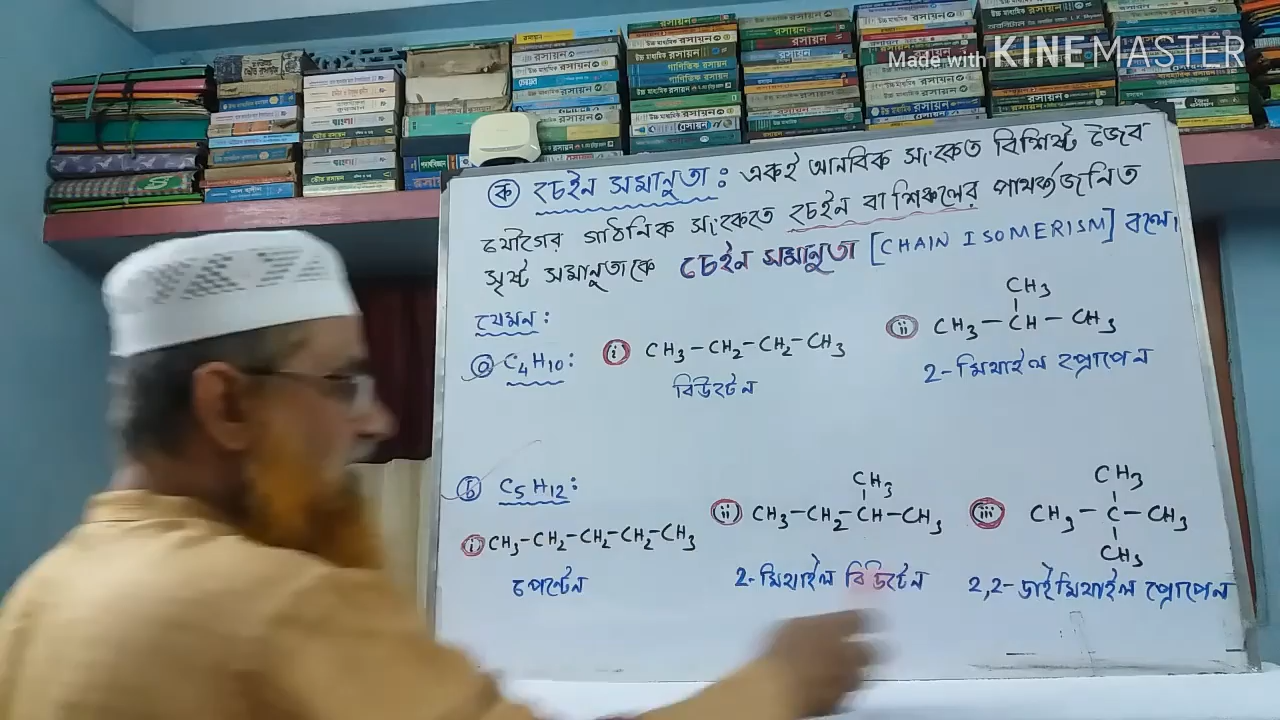 Made with KINEMASTER
ক চেইন সমানুতা : একই আনবিক সংকেত বিশিষ্ট জৈব
যৌগের গাঠনিক সংকেতে চেইন বা শিকলের পার্থক্যজনিত
সৃষ্ট সমানুতাকে চেইন সমানুতা [CHAIN ISOMERISM] বলে।
যেমন:
CH3
a C4H10: i CH3-CH2-CH2-CH3 ii CH3-CH-CH3
বিউটেন 2-মিথাইল প্রোপেন
b C5H12:
CH3 CH3
i CH3-CH2-CH2-CH2-CH3 ii CH3-CH2-CH-CH3 iii CH3-C-CH3
CH3
পেন্টেন 2-মিথাইল বিউটেন 2,2-ডাইমিথাইল প্রোপেন
রসায়ন